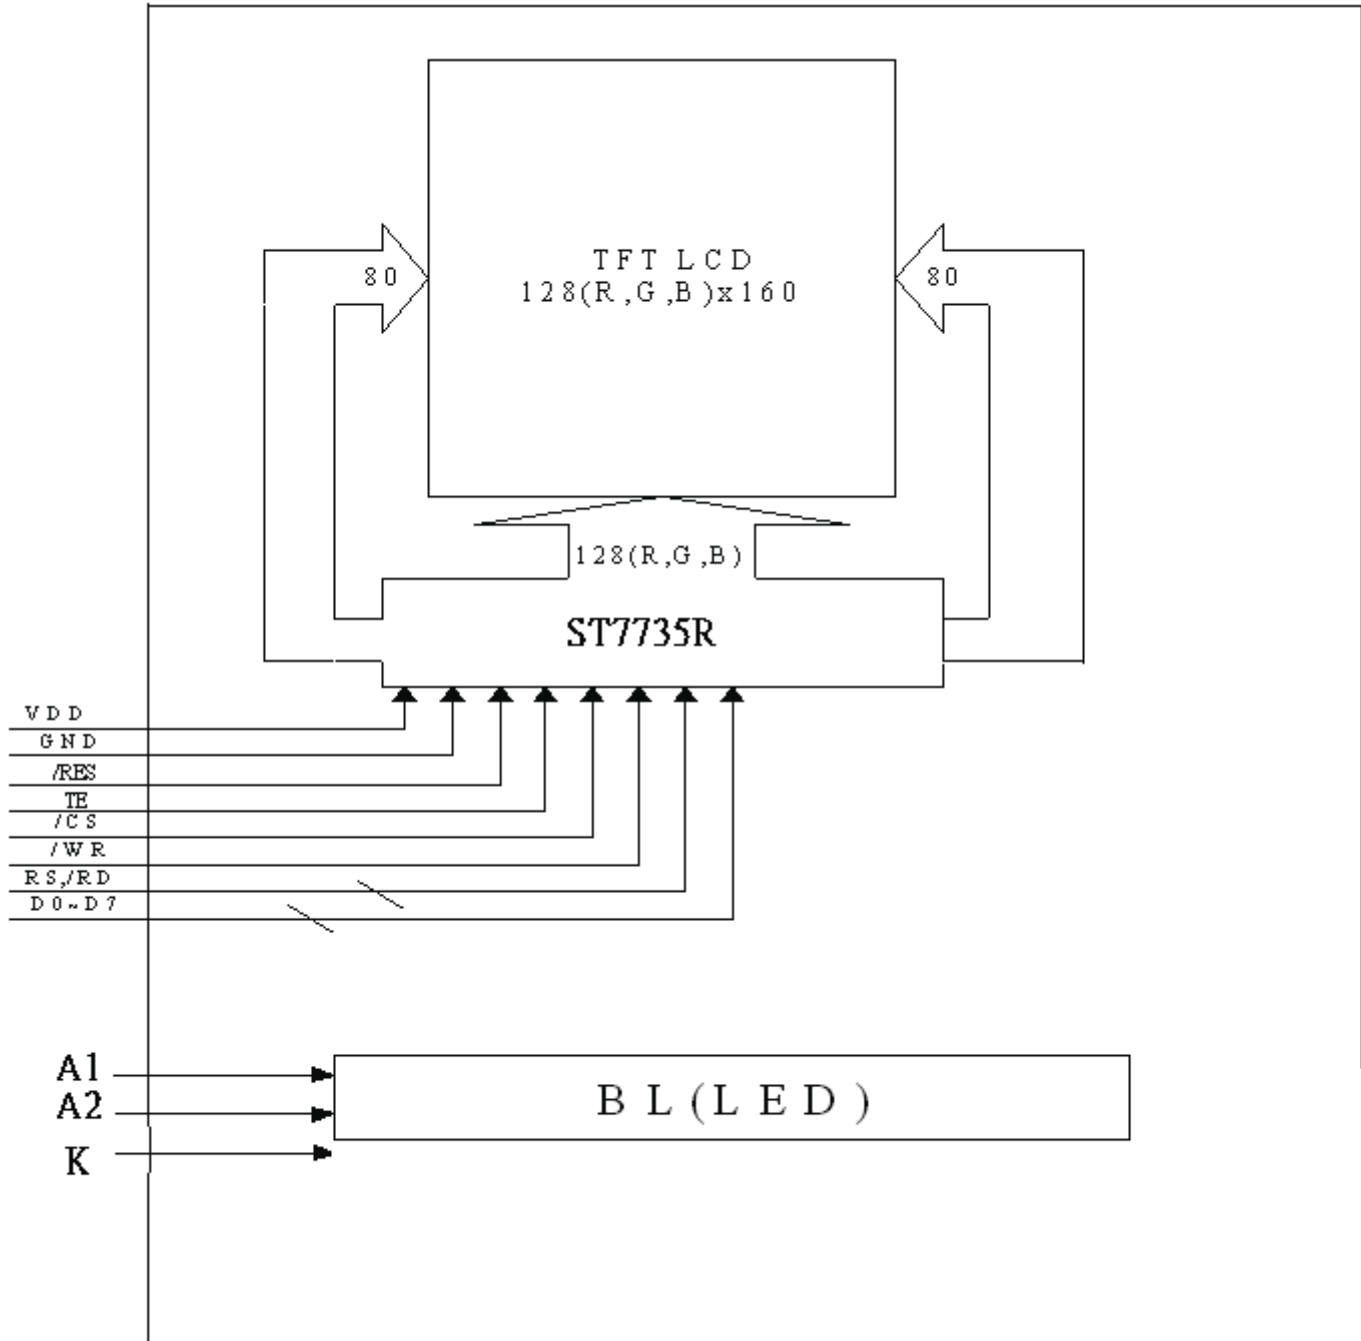 TFT LCD
128(R,G,B)x160
80
80
128(R,G,B)
ST7735R
VDD
GND
/RES
TE
/CS
/WR
RS,/RD
D0~D7
A1
A2
K
BL(LED)